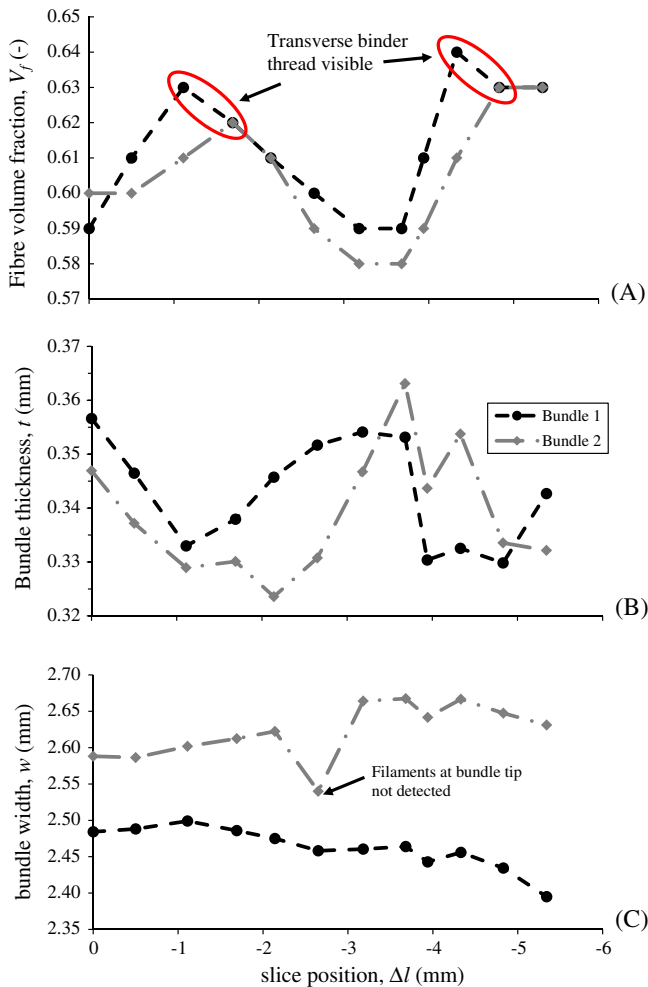 0.65
0.64
0.63
0.62
0.61
0.60
0.59
0.58
0.57
Fibre volume fraction, V_f (-)
Transverse binder
thread visible
(A)
0.37
0.36
0.35
0.34
0.33
0.32
Bundle thickness, t (mm)
Bundle 1
Bundle 2
(B)
2.70
2.65
2.60
2.55
2.50
2.45
2.40
2.35
bundle width, w (mm)
Filaments at bundle tip
not detected
(C)
0 -1 -2 -3 -4 -5 -6
slice position, Δl (mm)